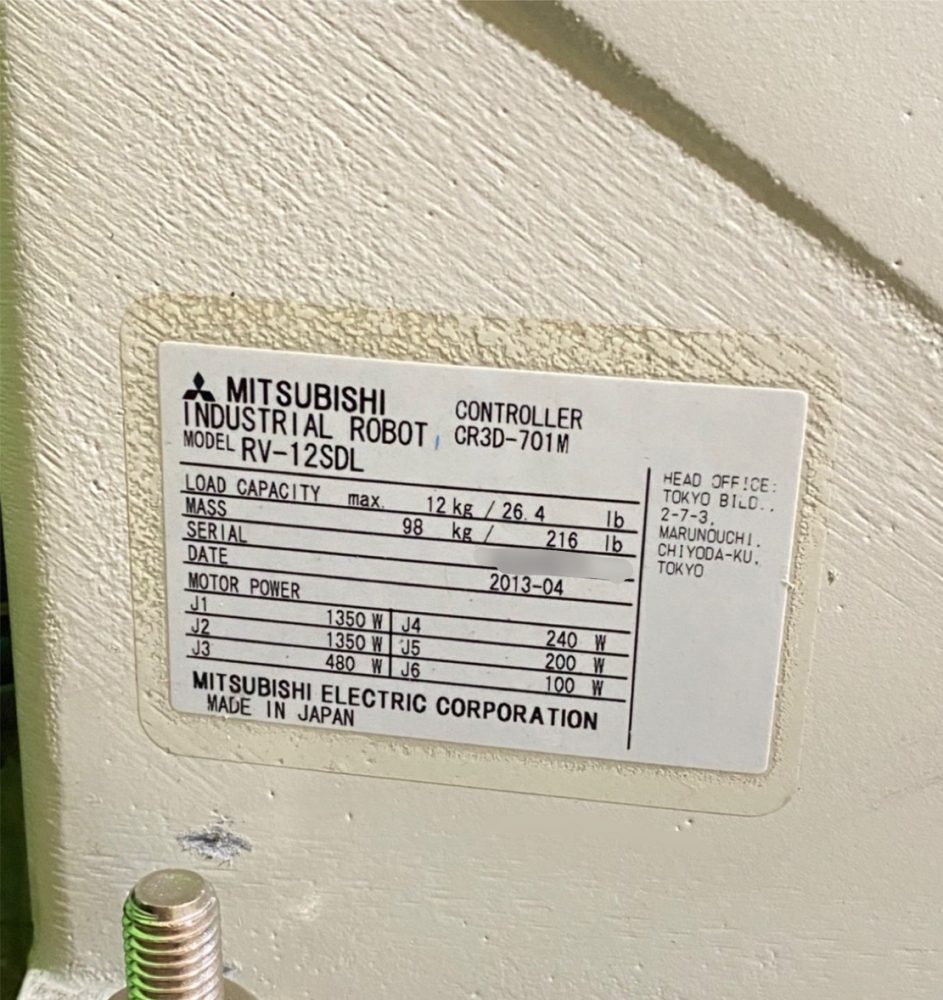 MITSUBISHI
INDUSTRIAL ROBOT
MODEL RV-12SDL
CONTROLLER
CR3D-701M
LOAD CAPACITY max. 12 kg / 26.4 lb
MASS 98 kg / 216 lb
SERIAL
DATE 2013-04
MOTOR POWER
J1 1350 W J4 240 W
J2 1350 W J5 200 W
J3 480 W J6 100 W
MITSUBISHI ELECTRIC CORPORATION
MADE IN JAPAN
HEAD OFFICE:
TOKYO BILD.,
2-7-3,
MARUNOUCHI,
CHIYODA-KU,
TOKYO